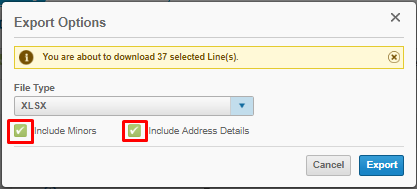 Export Options
You are about to download 37 selected Line(s).
File Type
XLSX
Include Minors
Include Address Details
Cancel
Export